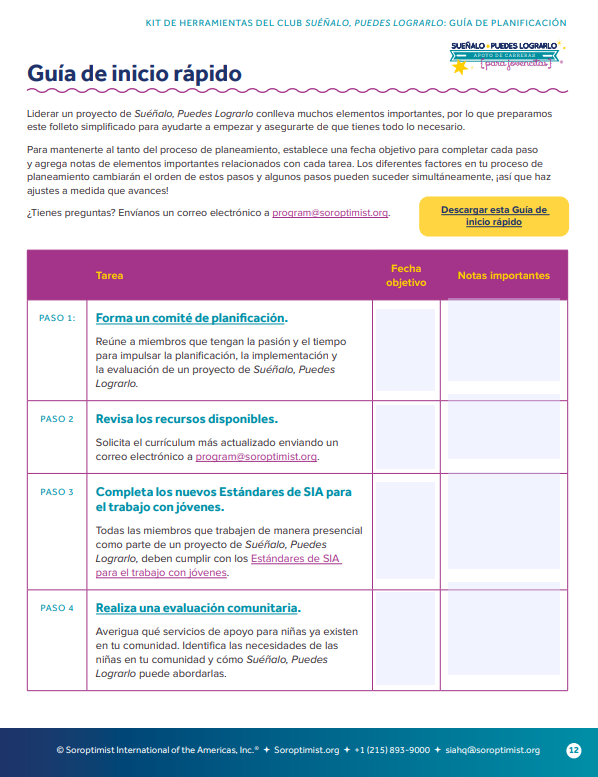 KIT DE HERRAMIENTAS DEL CLUB SUÉÑALO, PUEDES LOGRARLO: GUÍA DE PLANIFICACIÓN
SUÉÑALO PUEDES LOGRARLO
APOYO DE CARRERAS
para jovencitas
Guía de inicio rápido
Liderar un proyecto de Suéñalo, Puedes Lograrlo conlleva muchos elementos importantes, por lo que preparamos
este folleto simplificado para ayudarte a empezar y asegurarte de que tienes todo lo necesario.
Para mantenerte al tanto del proceso de planeamiento, establece una fecha objetivo para completar cada paso
y agrega notas de elementos importantes relacionados con cada tarea. Los diferentes factores en tu proceso de
planeamiento cambiarán el orden de estos pasos y algunos pasos pueden suceder simultáneamente, ¡así que haz
ajustes a medida que avances!
¿Tienes preguntas? Envíanos un correo electrónico a program@soroptimist.org.
Descargar esta Guía de
inicio rápido
Tarea
Fecha
objetivo
Notas importantes
PASO 1:
Forma un comité de planificación.
Reúne a miembros que tengan la pasión y el tiempo
para impulsar la planificación, la implementación y
la evaluación de un proyecto de Suéñalo, Puedes
Lograrlo.
PASO 2
Revisa los recursos disponibles.
Solicita el currículum más actualizado enviando un
correo electrónico a program@soroptimist.org.
PASO 3
Completa los nuevos Estándares de SIA para
el trabajo con jóvenes.
Todas las miembros que trabajen de manera presencial
como parte de un proyecto de Suéñalo, Puedes
Lograrlo, deben cumplir con los Estándares de SIA
para el trabajo con jóvenes.
PASO 4
Realiza una evaluación comunitaria.
Averigua qué servicios de apoyo para niñas ya existen
en tu comunidad. Identifica las necesidades de las
niñas en tu comunidad y cómo Suéñalo, Puedes
Lograrlo puede abordarlas.
© Soroptimist International of the Americas, Inc.® ✦ Soroptimist.org ✦ +1 (215) 893-9000 ✦ siahq@soroptimist.org
12